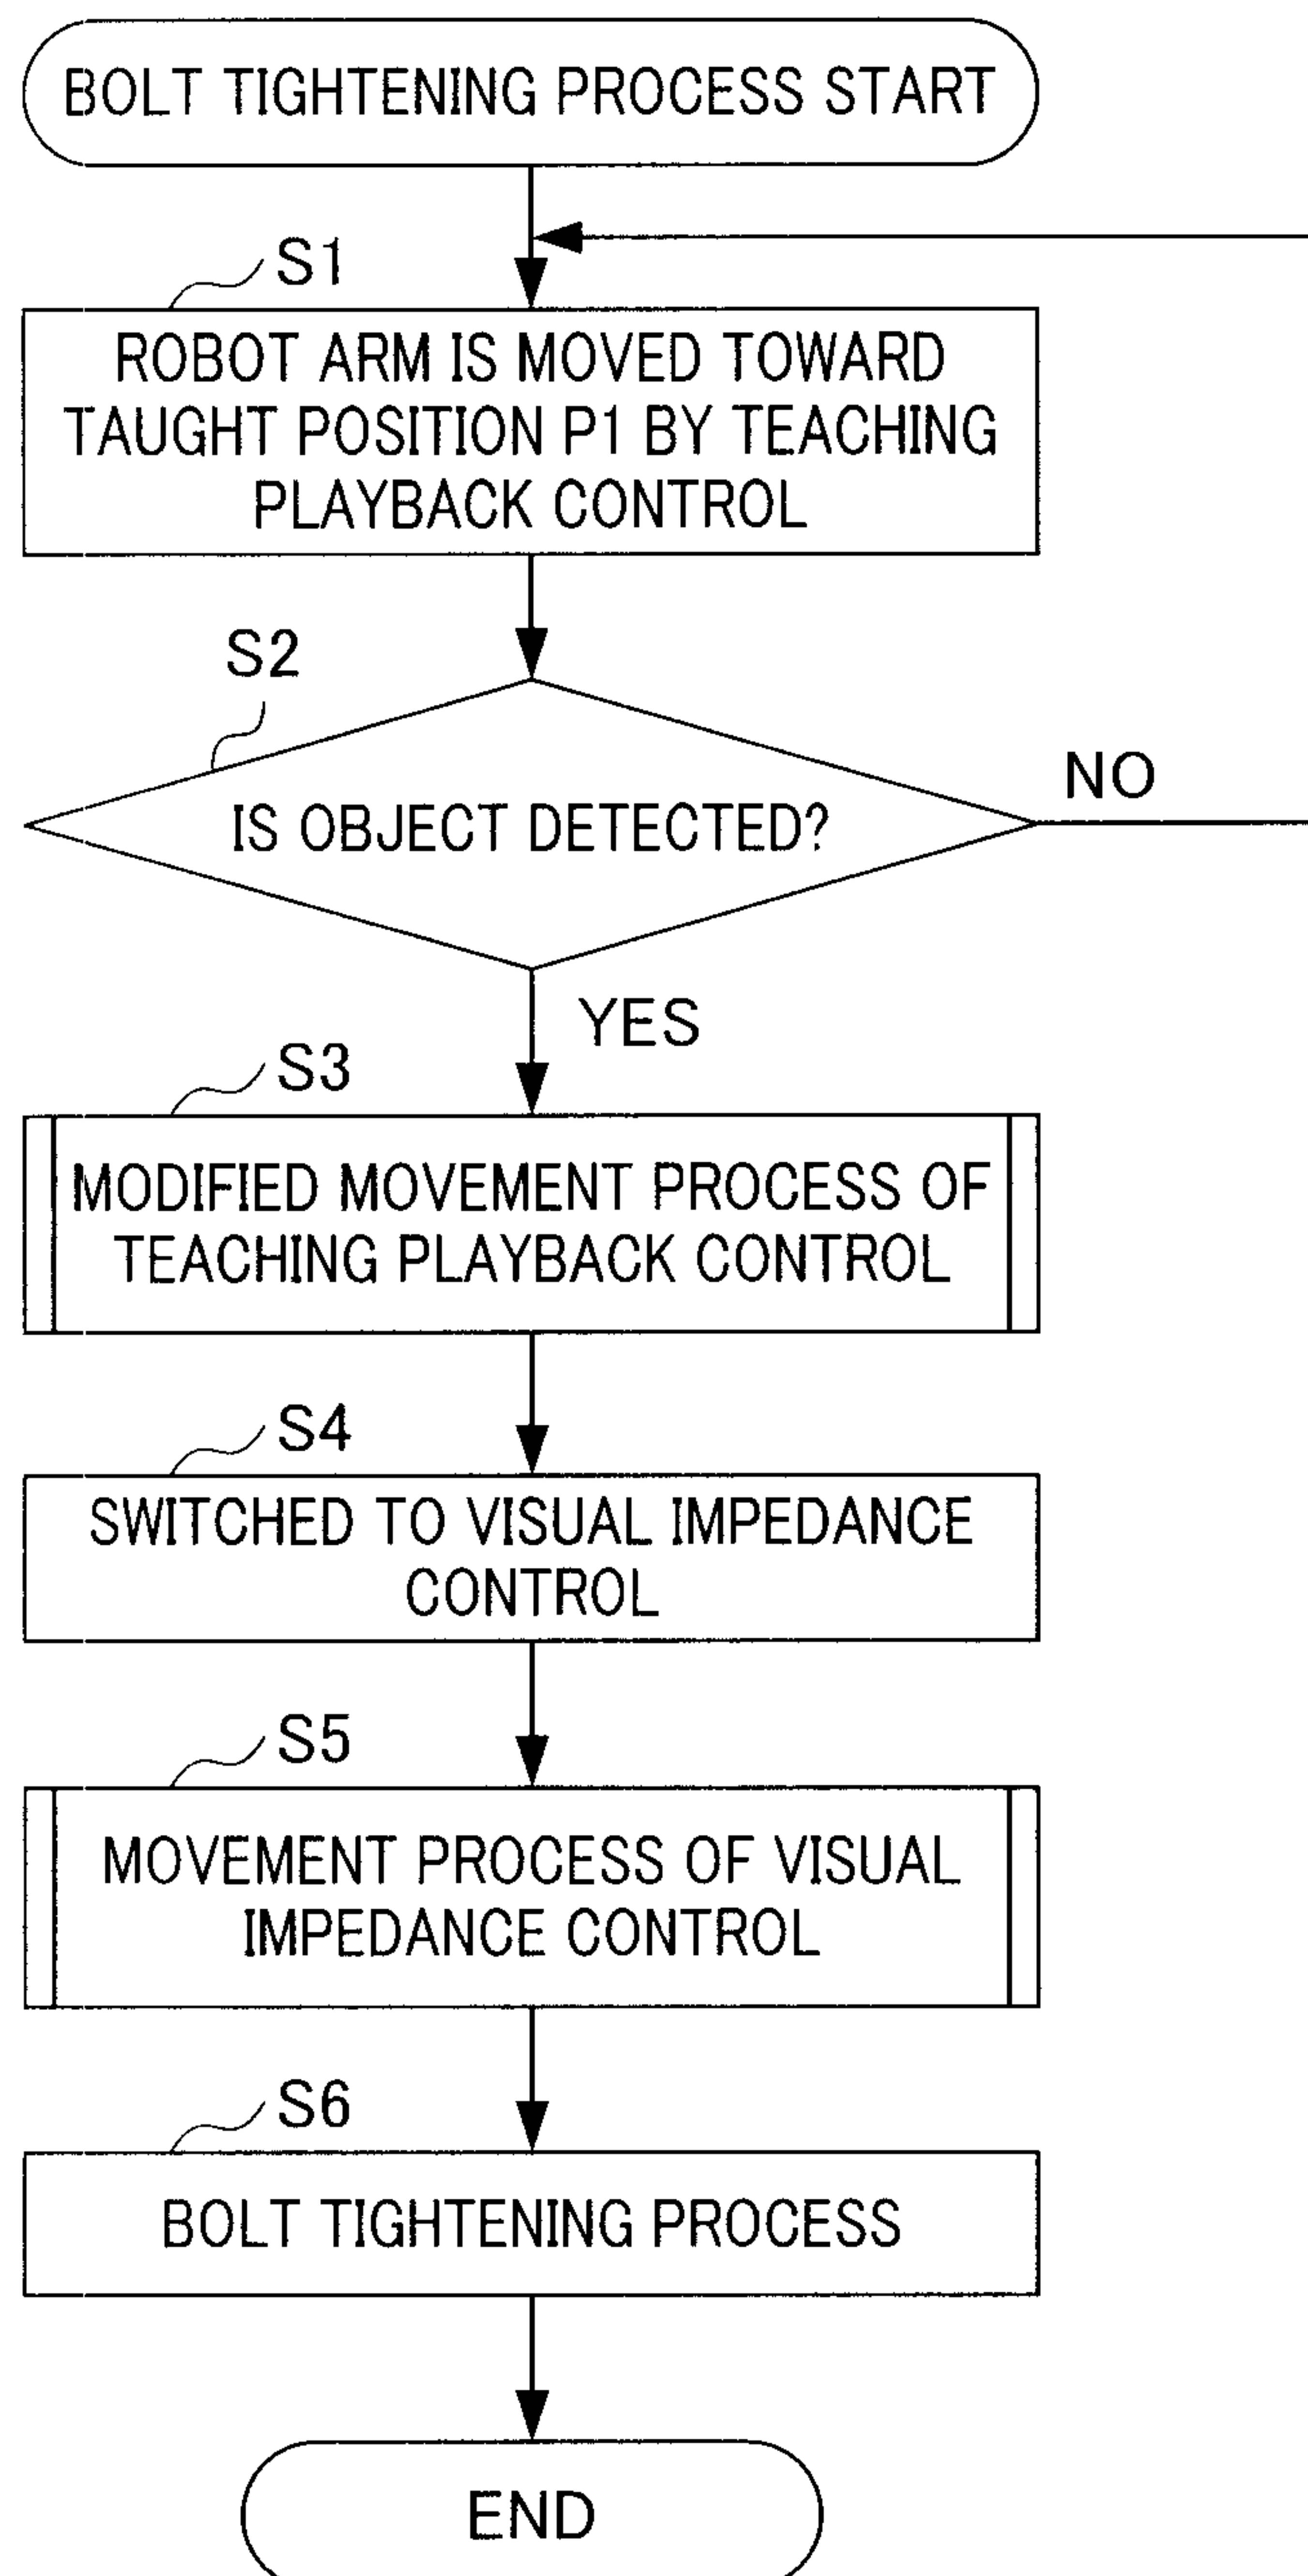 BOLT TIGHTENING PROCESS START
S1
ROBOT ARM IS MOVED TOWARD
TAUGHT POSITION P1 BY TEACHING
PLAYBACK CONTROL
S2
IS OBJECT DETECTED?
NO
YES
S3
MODIFIED MOVEMENT PROCESS OF
TEACHING PLAYBACK CONTROL
S4
SWITCHED TO VISUAL IMPEDANCE
CONTROL
S5
MOVEMENT PROCESS OF VISUAL
IMPEDANCE CONTROL
S6
BOLT TIGHTENING PROCESS
END